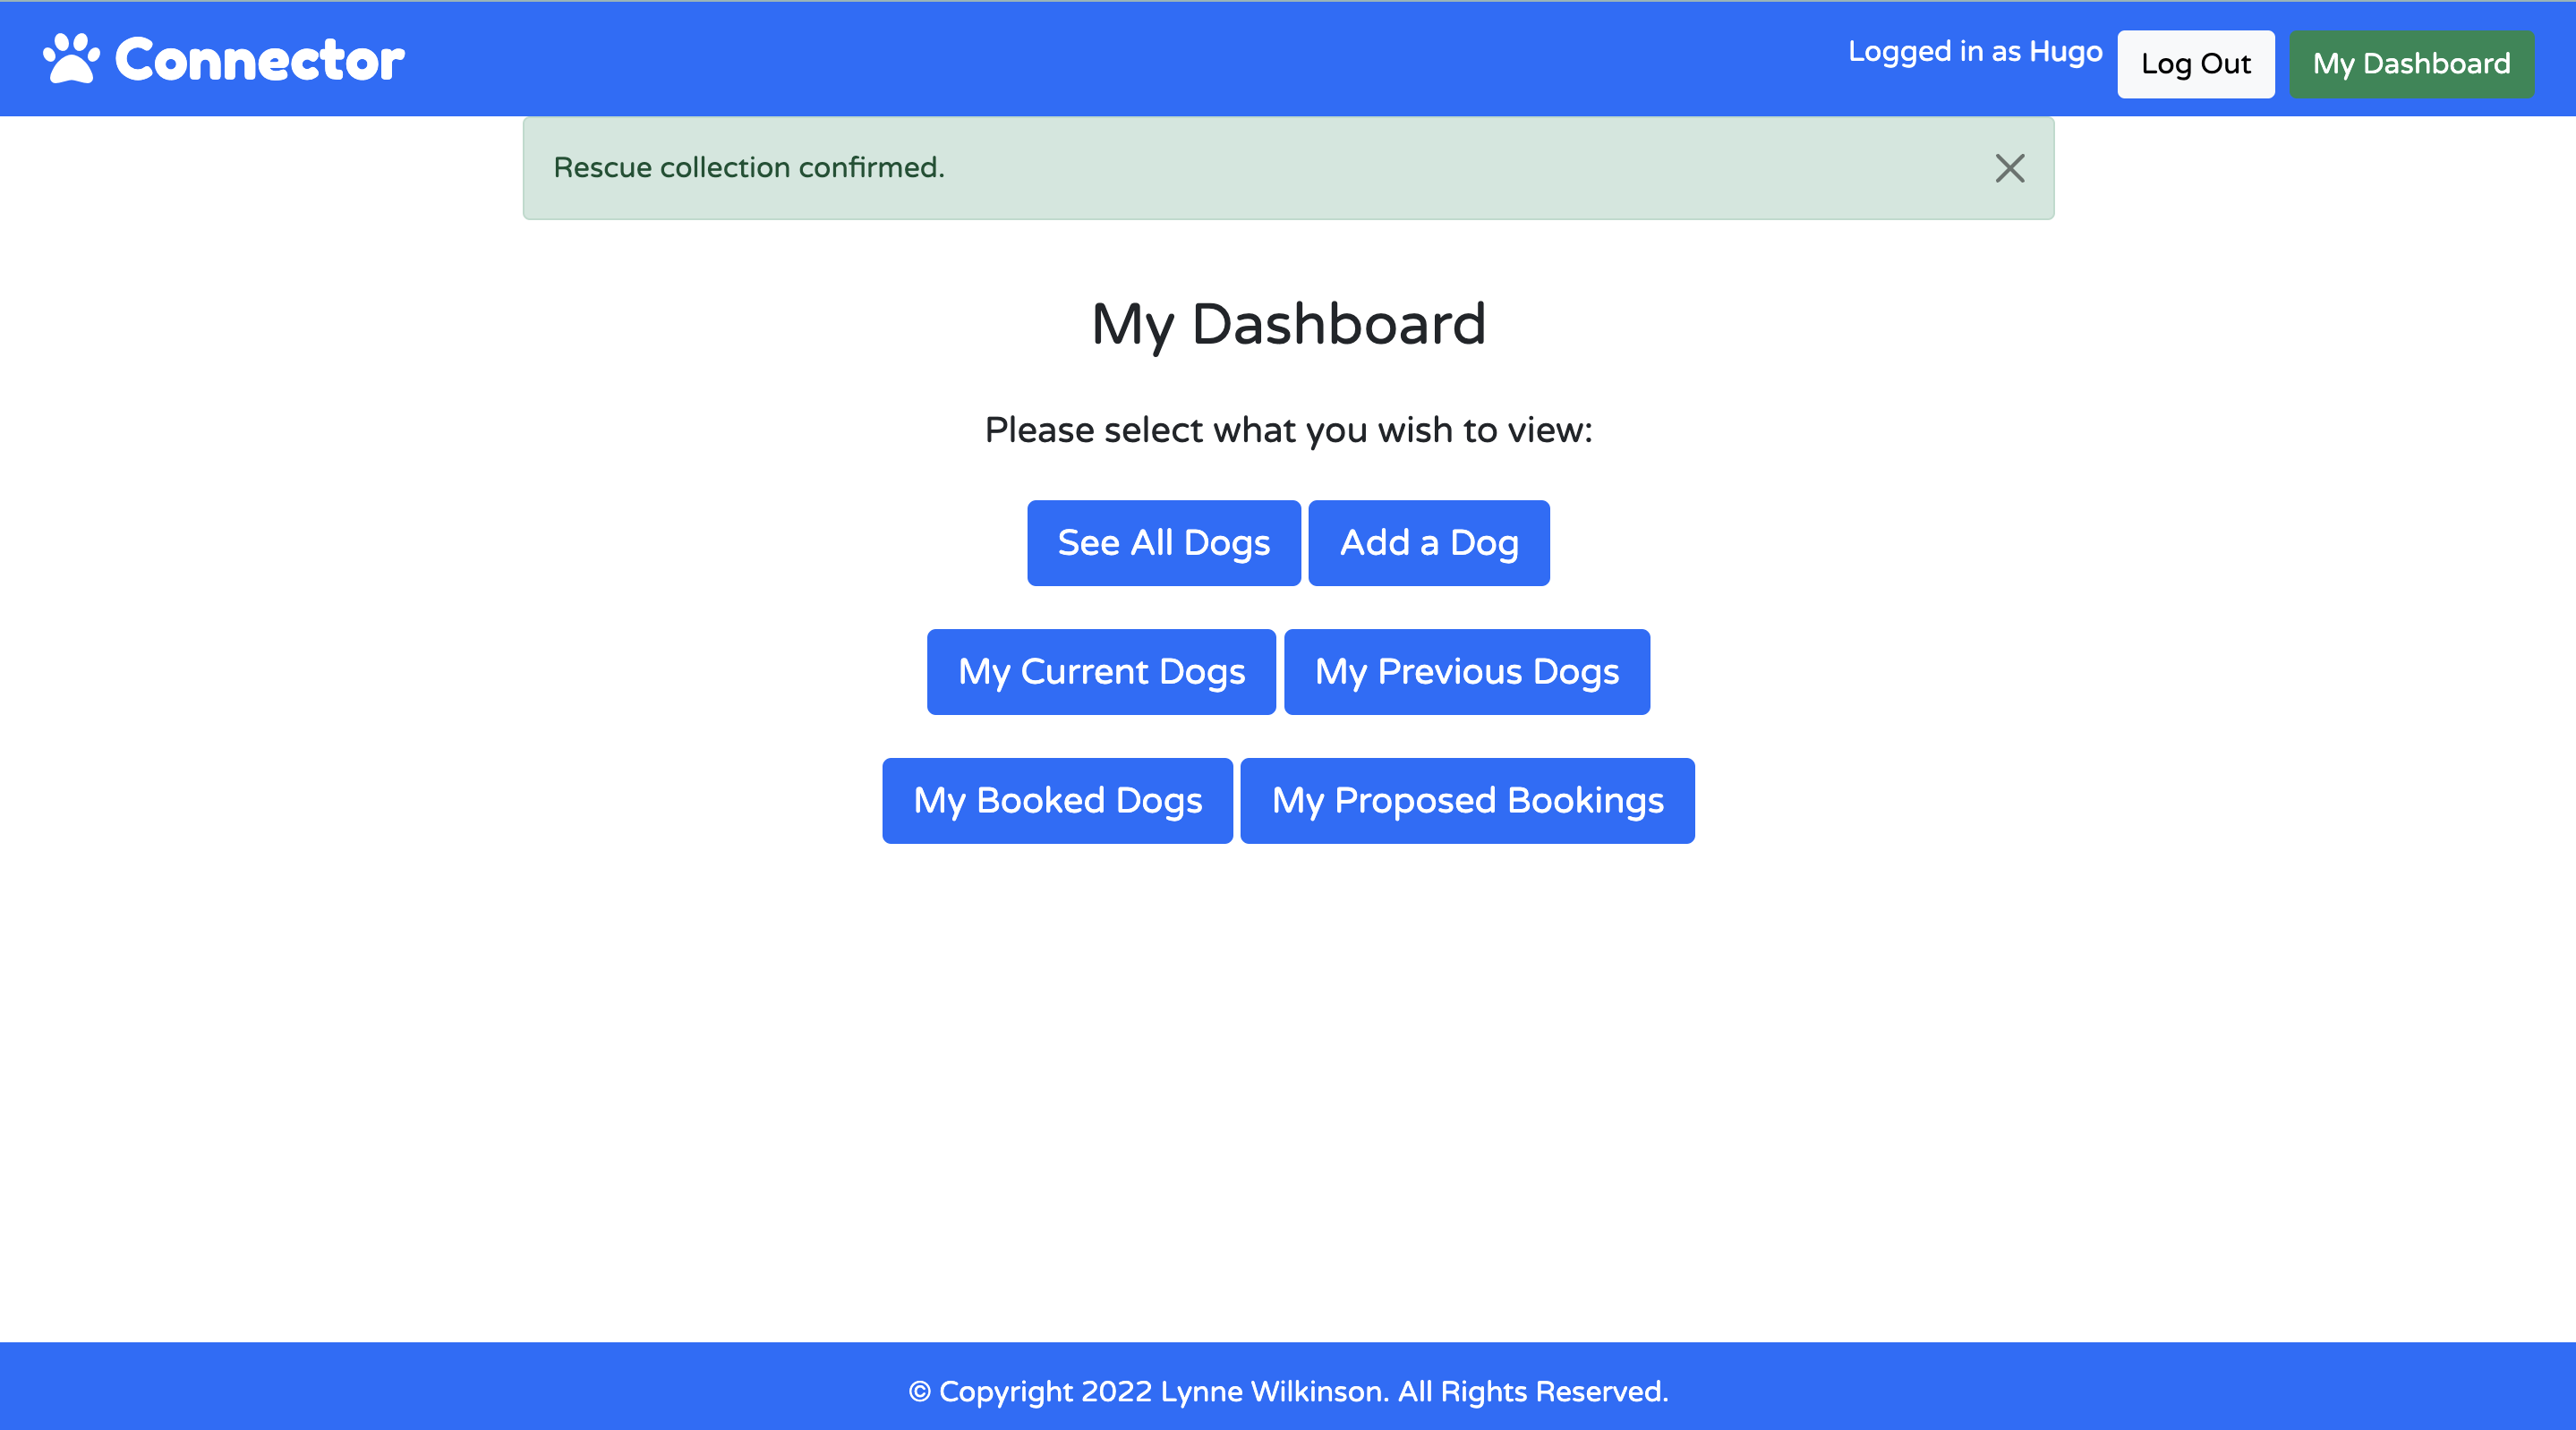 Connector
Logged in as Hugo
Log Out
My Dashboard
Rescue collection confirmed.
My Dashboard
Please select what you wish to view:
See All Dogs
Add a Dog
My Current Dogs
My Previous Dogs
My Booked Dogs
My Proposed Bookings
© Copyright 2022 Lynne Wilkinson. All Rights Reserved.